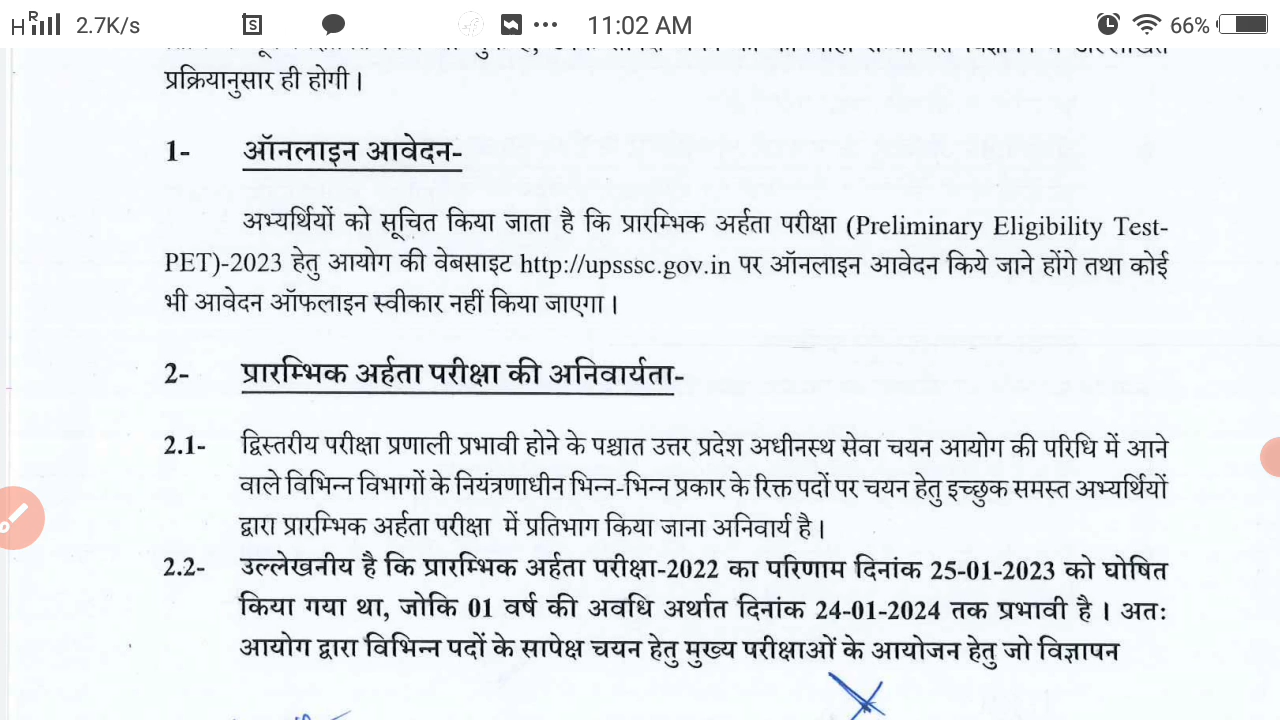 HR 2.7K/s S 11:02 AM 66%
प्रक्रियानुसार ही होगी।
1- ऑनलाइन आवेदन-
अभ्यर्थियों को सूचित किया जाता है कि प्रारम्भिक अर्हता परीक्षा (Preliminary Eligibility Test-
PET)-2023 हेतु आयोग की वेबसाइट http://upsssc.gov.in पर ऑनलाइन आवेदन किये जाने होंगे तथा कोई
भी आवेदन ऑफलाइन स्वीकार नहीं किया जाएगा।
2- प्रारम्भिक अर्हता परीक्षा की अनिवार्यता-
2.1- द्विस्तरीय परीक्षा प्रणाली प्रभावी होने के पश्चात उत्तर प्रदेश अधीनस्थ सेवा चयन आयोग की परिधि में आने
वाले विभिन्न विभागों के नियंत्रणाधीन भिन्न-भिन्न प्रकार के रिक्त पदों पर चयन हेतु इच्छुक समस्त अभ्यर्थियों
द्वारा प्रारम्भिक अर्हता परीक्षा में प्रतिभाग किया जाना अनिवार्य है।
2.2- उल्लेखनीय है कि प्रारम्भिक अर्हता परीक्षा-2022 का परिणाम दिनांक 25-01-2023 को घोषित
किया गया था, जोकि 01 वर्ष की अवधि अर्थात दिनांक 24-01-2024 तक प्रभावी है। अतः
आयोग द्वारा विभिन्न पदों के सापेक्ष चयन हेतु मुख्य परीक्षाओं के आयोजन हेतु जो विज्ञापन